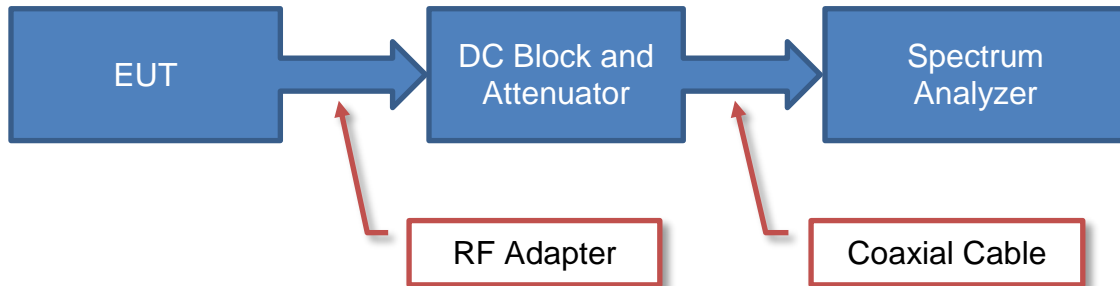 EUT
DC Block and
Attenuator
Spectrum
Analyzer
RF Adapter
Coaxial Cable